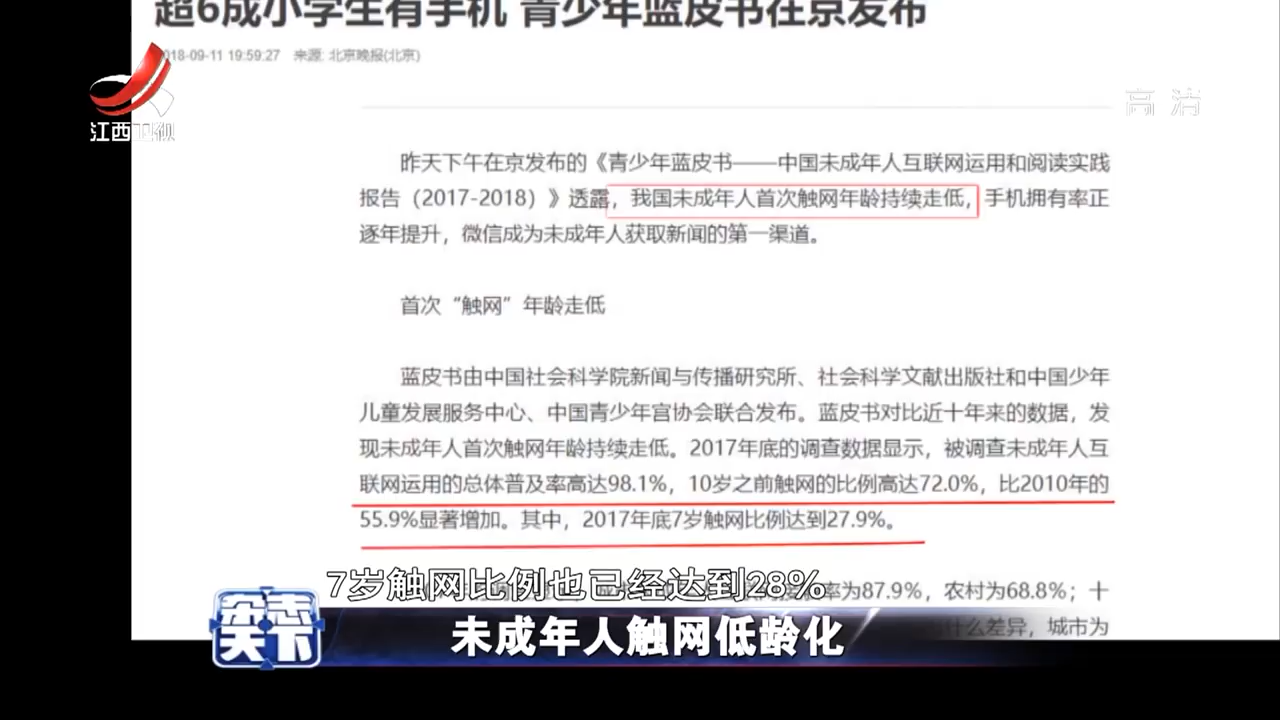 超6成小学生有手机 青少年蓝皮书在京发布
018-09-11 19:59:27 来源: 北京晚报(北京)
江西卫视
高清
昨天下午在京发布的《青少年蓝皮书——中国未成年人互联网运用和阅读实践
报告（2017-2018）》透露，我国未成年人首次触网年龄持续走低，手机拥有率正
逐年提升，微信成为未成年人获取新闻的第一渠道。
首次“触网”年龄走低
蓝皮书由中国社会科学院新闻与传播研究所、社会科学文献出版社和中国少年
儿童发展服务中心、中国青少年宫协会联合发布。蓝皮书对比近十年来的数据，发
现未成年人首次触网年龄持续走低。2017年底的调查数据显示，被调查未成年人互
联网运用的总体普及率高达98.1%，10岁之前触网的比例高达72.0%，比2010年的
55.9%显著增加。其中，2017年底7岁触网比例达到27.9%。
7岁触网比例也已经达到28%
率为87.9%，农村为68.8%；十
什么差异，城市为
杂志天下
未成年人触网低龄化